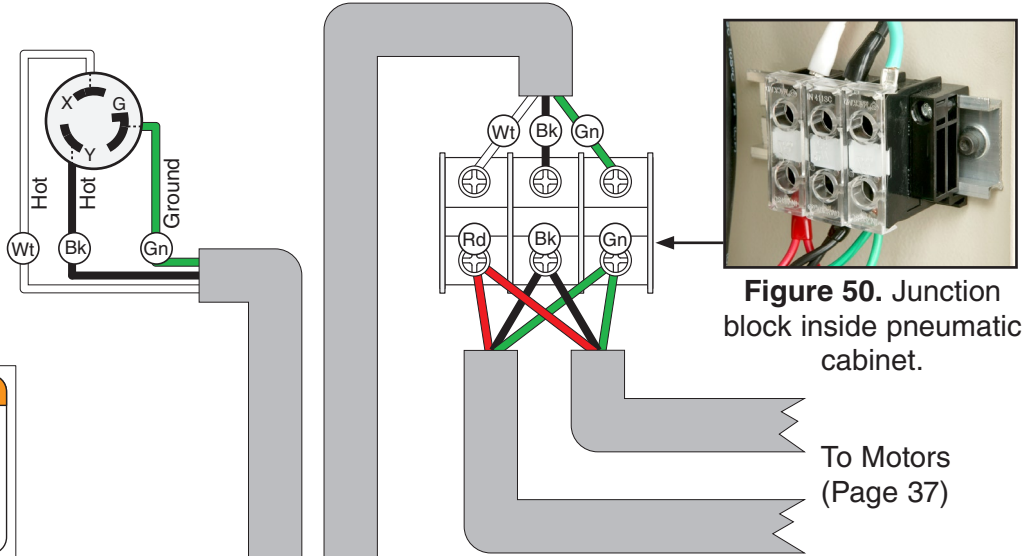 X
G
Y
Hot
Hot
Ground
Wt
Bk
Gn
Wt
Bk
Gn
Rd
Bk
Gn
Figure 50. Junction
block inside pneumatic
cabinet.
To Motors
(Page 37)